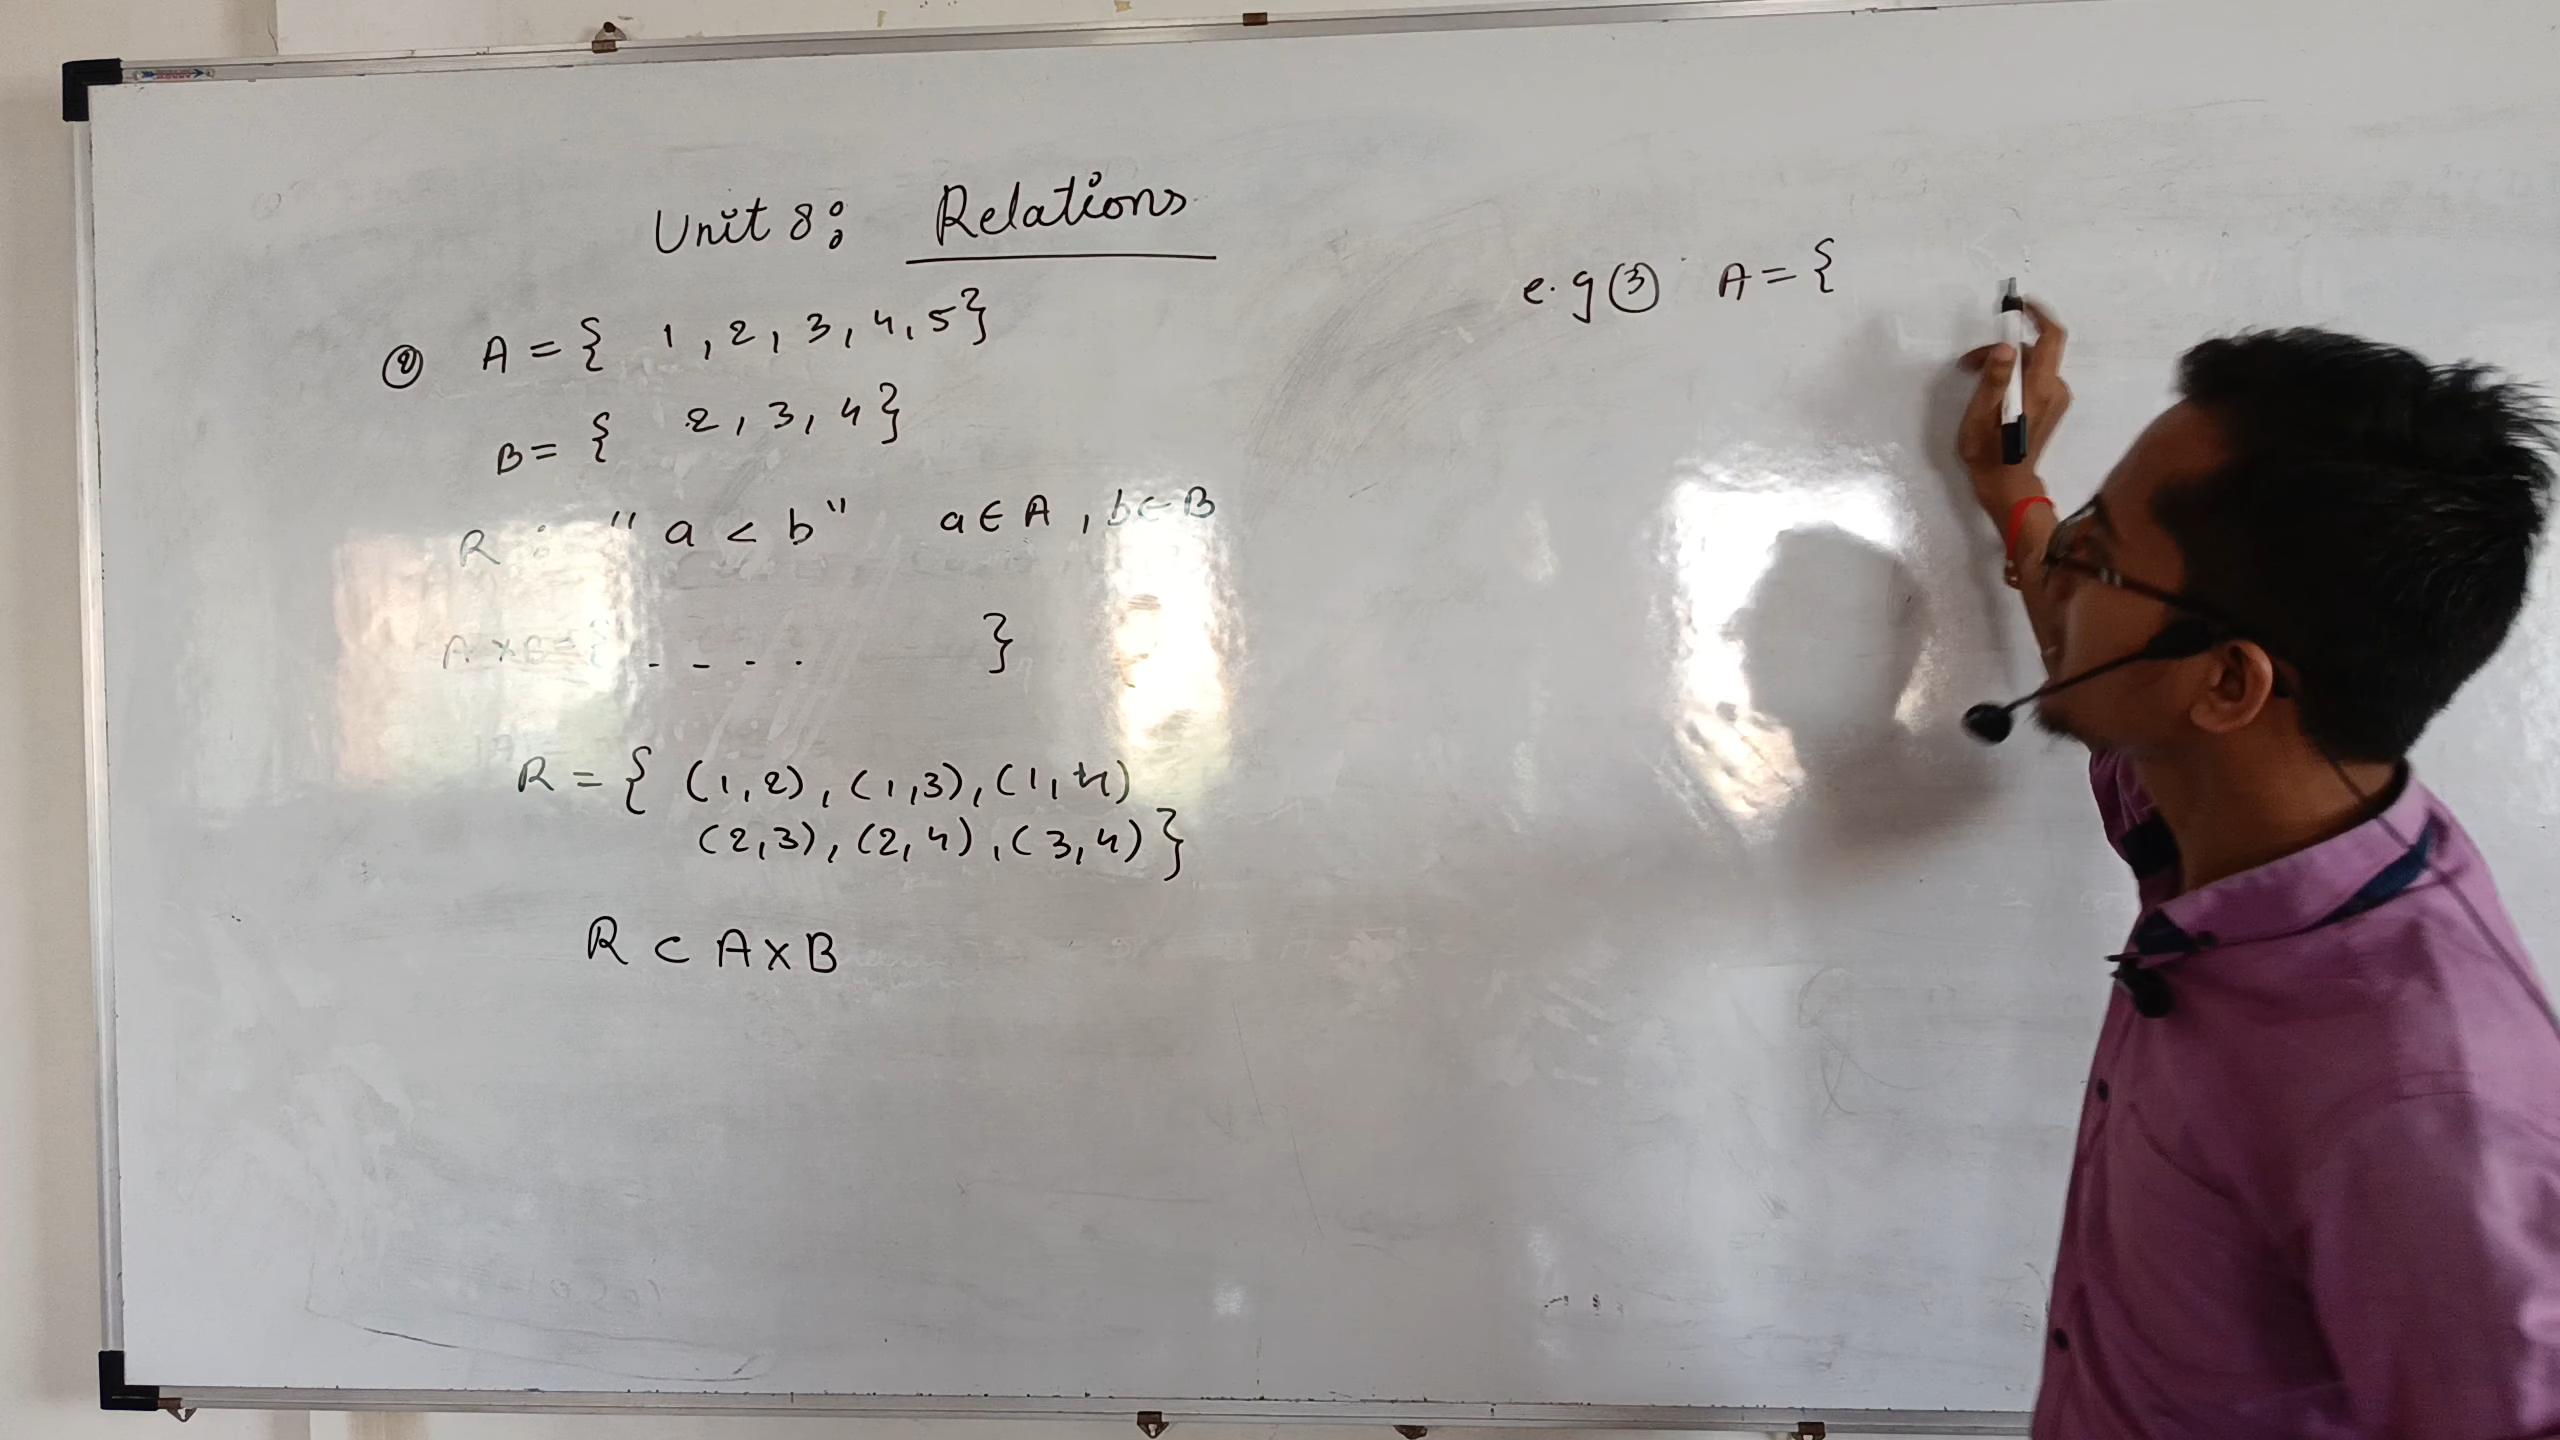 Unit 8: Relations
② A = { 1, 2, 3, 4, 5}
B = { 2, 3, 4}
R : "a < b" a ∈ A, b ∈ B
A × B = { . - - . . }
R = { (1,2), (1,3), (1,4)
(2,3), (2,4), (3,4) }
R ⊂ A × B
e.g ③ A = {